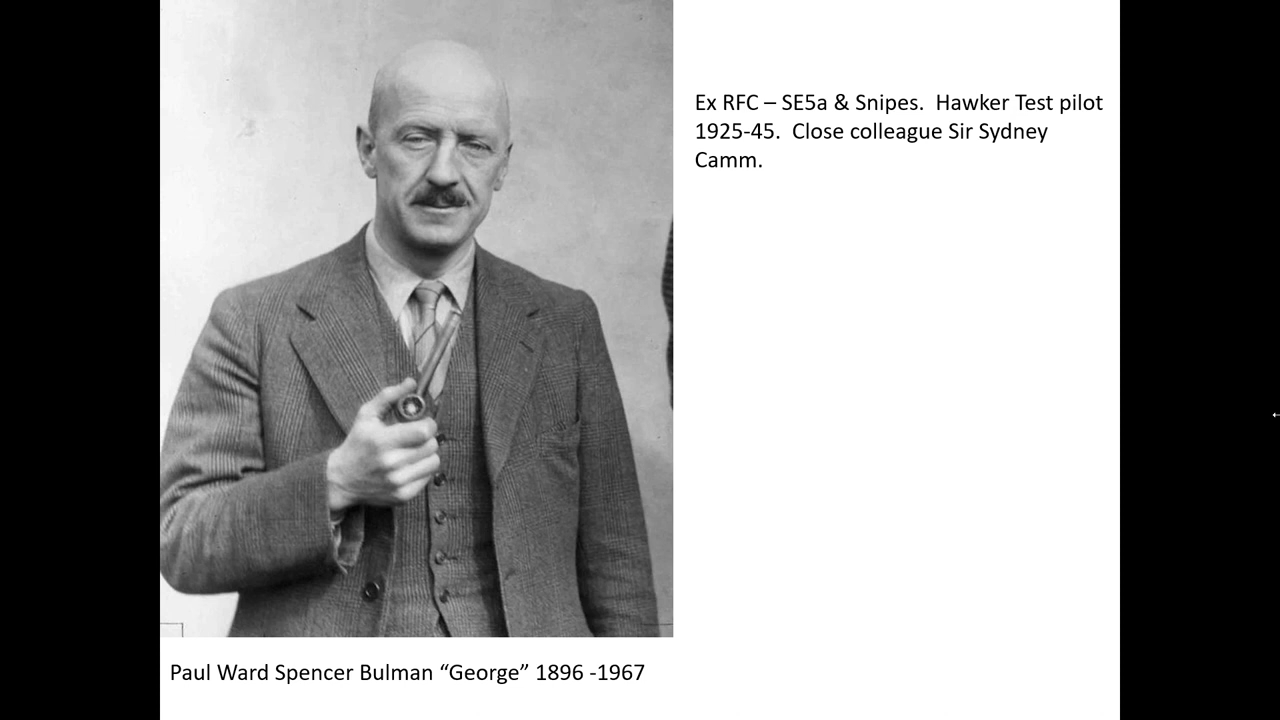 Ex RFC – SE5a & Snipes.  Hawker Test pilot
1925-45.  Close colleague Sir Sydney
Camm.
Paul Ward Spencer Bulman “George” 1896 -1967